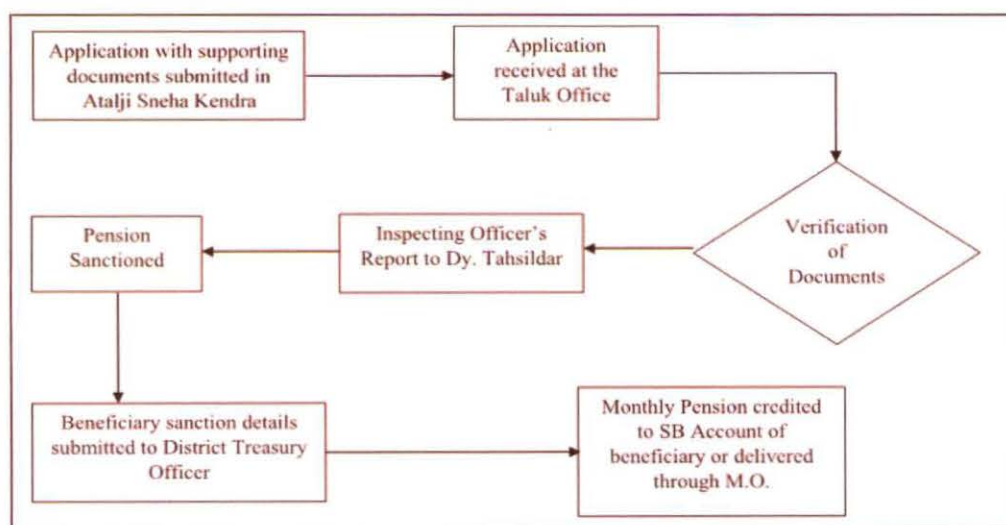 Application with supporting
documents submitted in
Atalji Sneha Kendra
Application
received at the
Taluk Office
Verification
of
Documents
Inspecting Officer's
Report to Dy. Tahsildar
Pension
Sanctioned
Beneficiary sanction details
submitted to District Treasury
Officer
Monthly Pension credited
to SB Account of
beneficiary or delivered
through M.O.